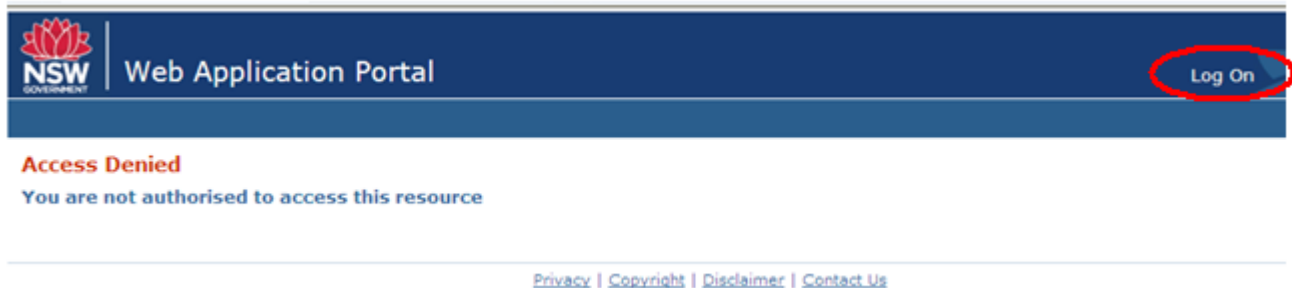 NSW
GOVERNMENT
Web Application Portal
Log On
Access Denied
You are not authorised to access this resource
Privacy | Copyright | Disclaimer | Contact Us